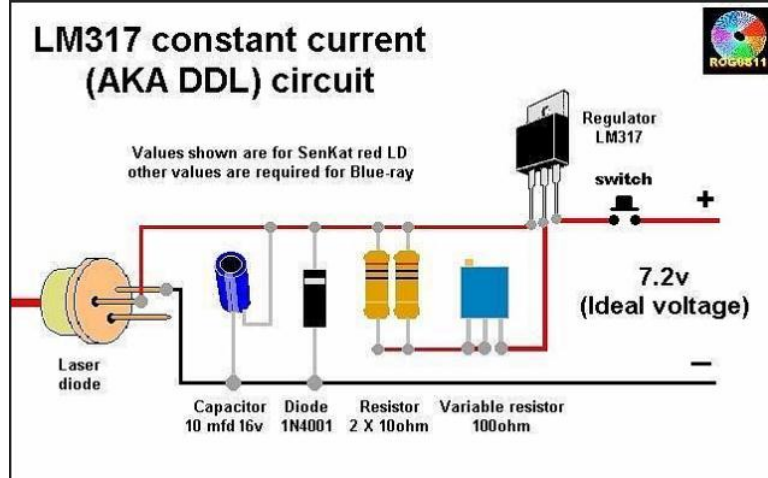 LM317 constant current
(AKA DDL) circuit
ROG8811
Regulator
LM317
Values shown are for SenKat red LD
other values are required for Blue-ray
switch
+
7.2v
(Ideal voltage)
–
Laser
diode
Capacitor
10 mfd 16v
Diode
1N4001
Resistor
2 X 10ohm
Variable resistor
100ohm